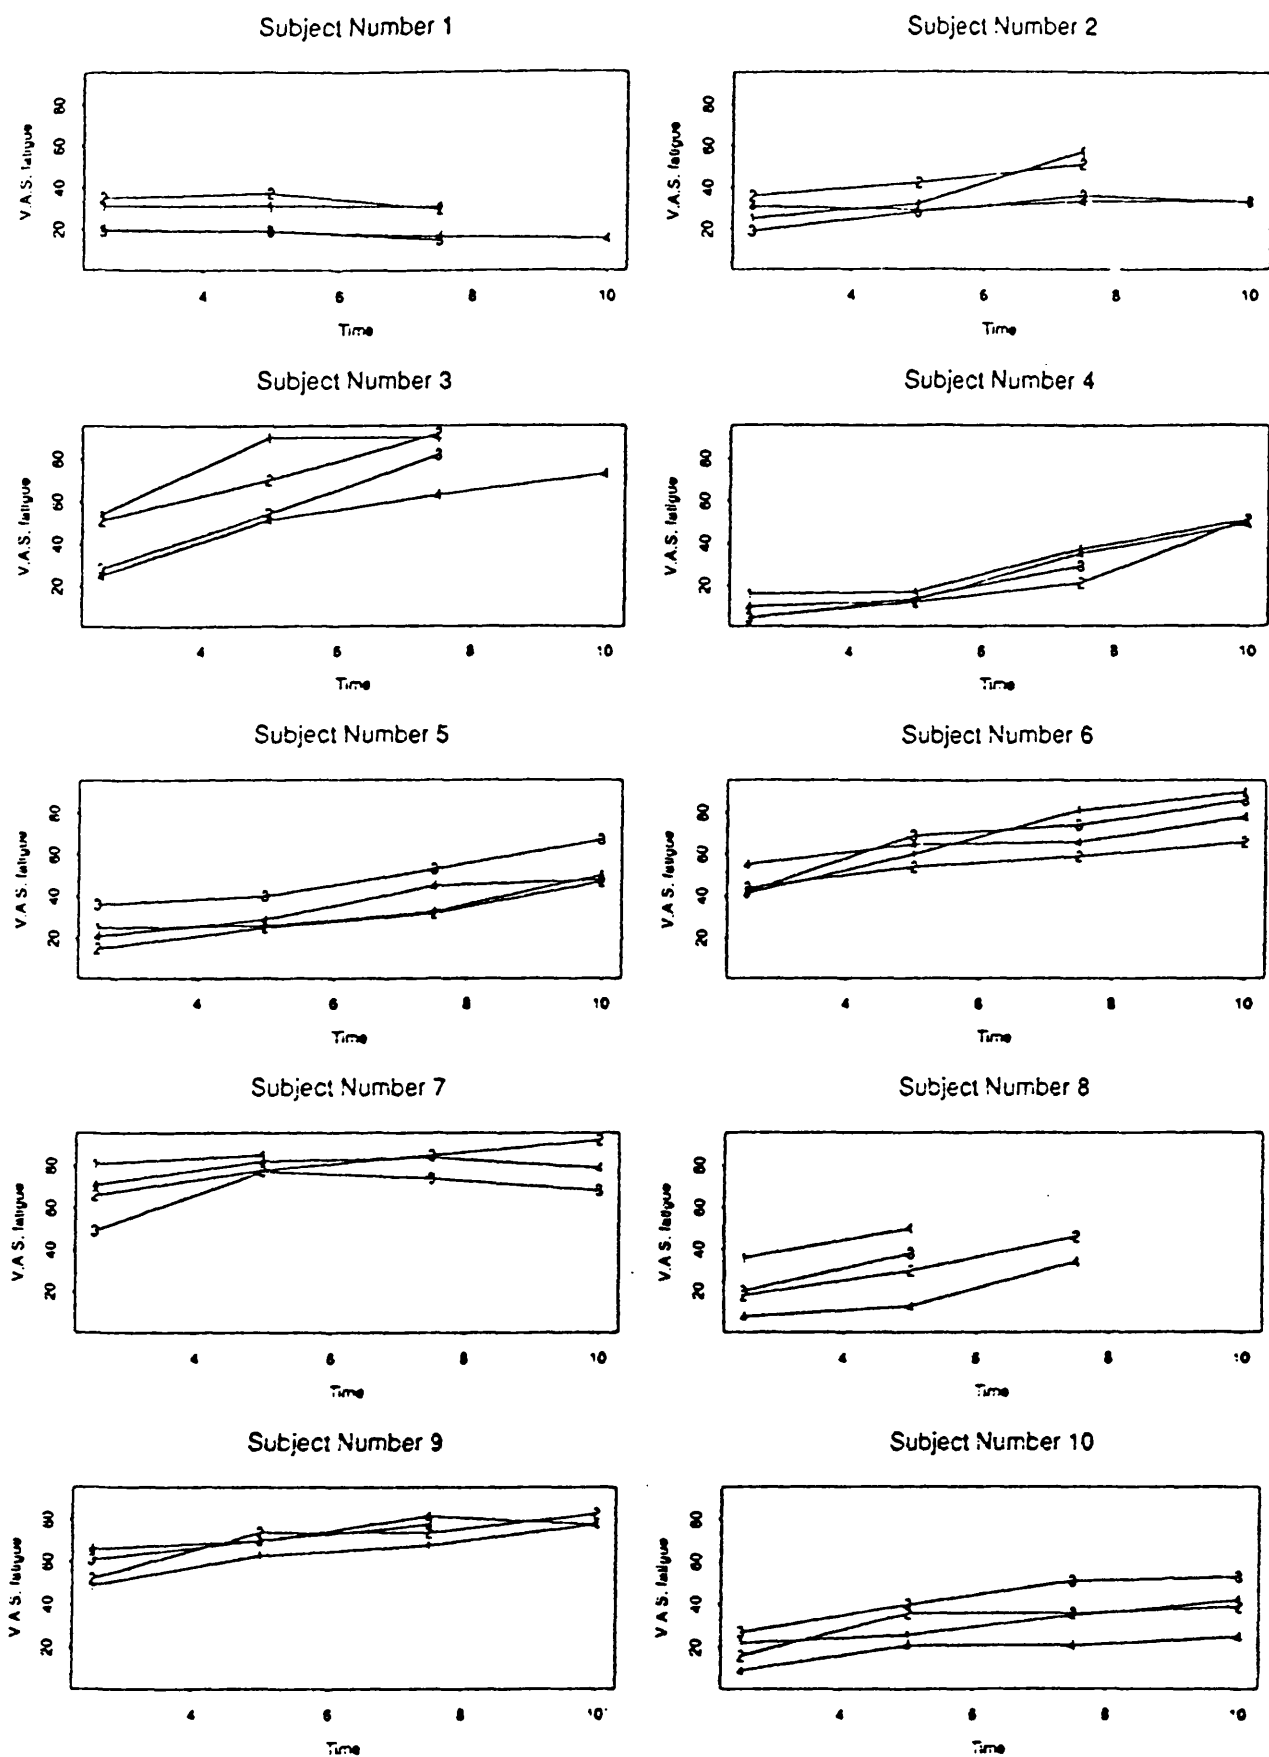 Subject Number 1
Subject Number 2
V.A.S. fatigue
20 40 60 80
4 6 8 10
Time
V.A.S. fatigue
20 40 60 80
4 6 8 10
Time
Subject Number 3
Subject Number 4
V.A.S. fatigue
20 40 60 80
4 6 8 10
Time
V.A.S. fatigue
20 40 60 80
4 6 8 10
Time
Subject Number 5
Subject Number 6
V.A.S. fatigue
20 40 60 80
4 6 8 10
Time
V.A.S. fatigue
20 40 60 80
4 6 8 10
Time
Subject Number 7
Subject Number 8
V.A.S. fatigue
20 40 60 80
4 6 8 10
Time
V.A.S. fatigue
20 40 60 80
4 6 8 10
Time
Subject Number 9
Subject Number 10
V.A.S. fatigue
20 40 60 80
4 6 8 10
Time
V.A.S. fatigue
20 40 60 80
4 6 8 10
Time